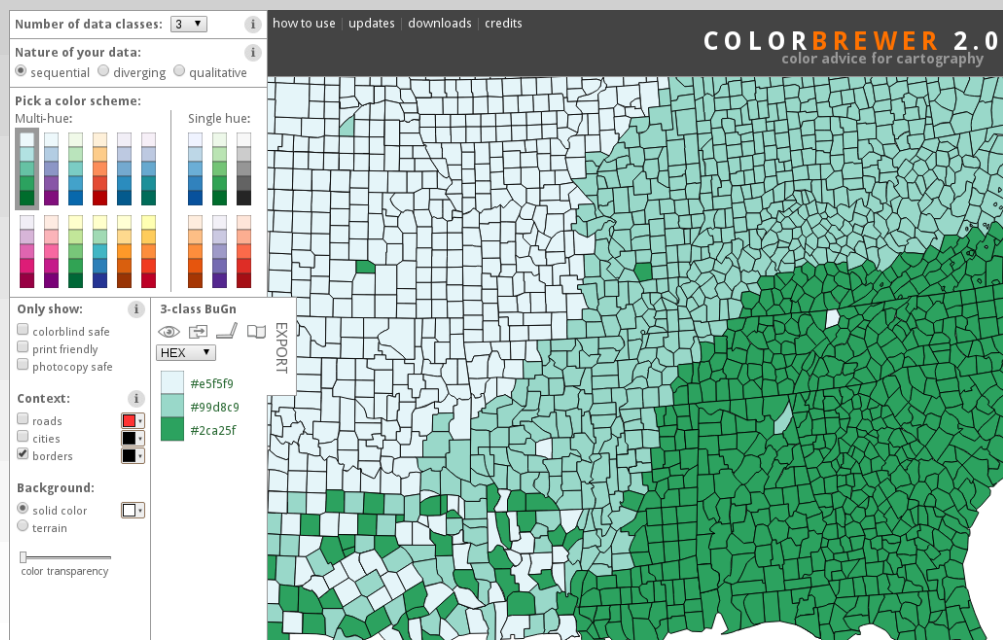 Number of data classes: 3
how to use | updates | downloads | credits
COLORBREWER 2.0
color advice for cartography
Nature of your data:
sequential diverging qualitative
Pick a color scheme:
Multi-hue: Single hue:
Only show:
colorblind safe
print friendly
photocopy safe
Context:
roads
cities
borders
Background:
solid color
terrain
color transparency
3-class BuGn
EXPORT
HEX
#e5f5f9
#99d8c9
#2ca25f